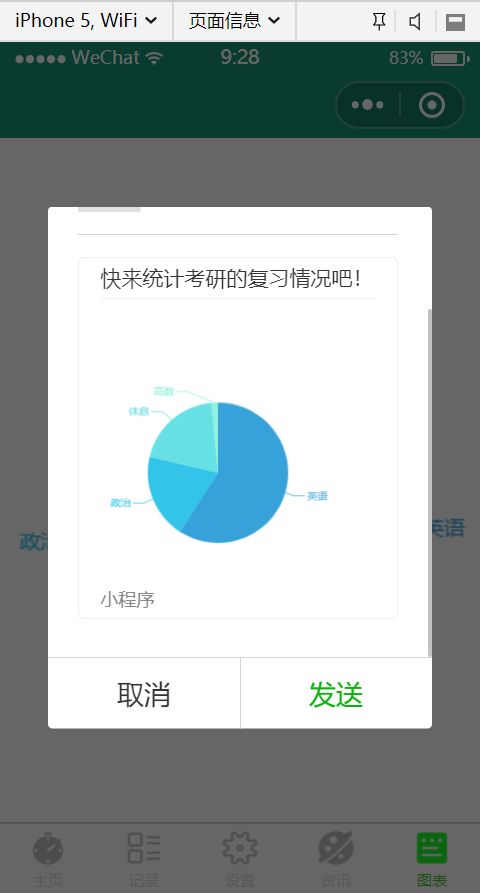 iPhone 5, WiFi 页面信息
WeChat 9:28 83%
快来统计考研的复习情况吧！
高数
休息
政治
英语
英语
小程序
取消 发送
主页 记录 设置 资讯 图表